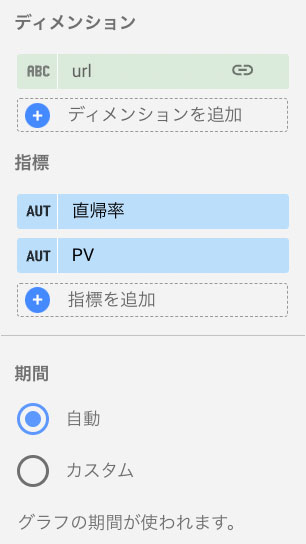 ディメンション
ABC url
+ ディメンションを追加
指標
AUT 直帰率
AUT PV
+ 指標を追加
期間
自動
カスタム
グラフの期間が使われます。